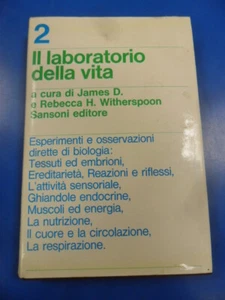 2
Il laboratorio
della vita
a cura di James D.
e Rebecca H. Witherspoon
Sansoni editore
Esperimenti e osservazioni
dirette di biologia:
Tessuti ed embrioni,
Ereditarietà, Reazioni e riflessi,
L'attività sensoriale,
Ghiandole endocrine,
Muscoli ed energia,
La nutrizione,
Il cuore e la circolazione,
La respirazione.